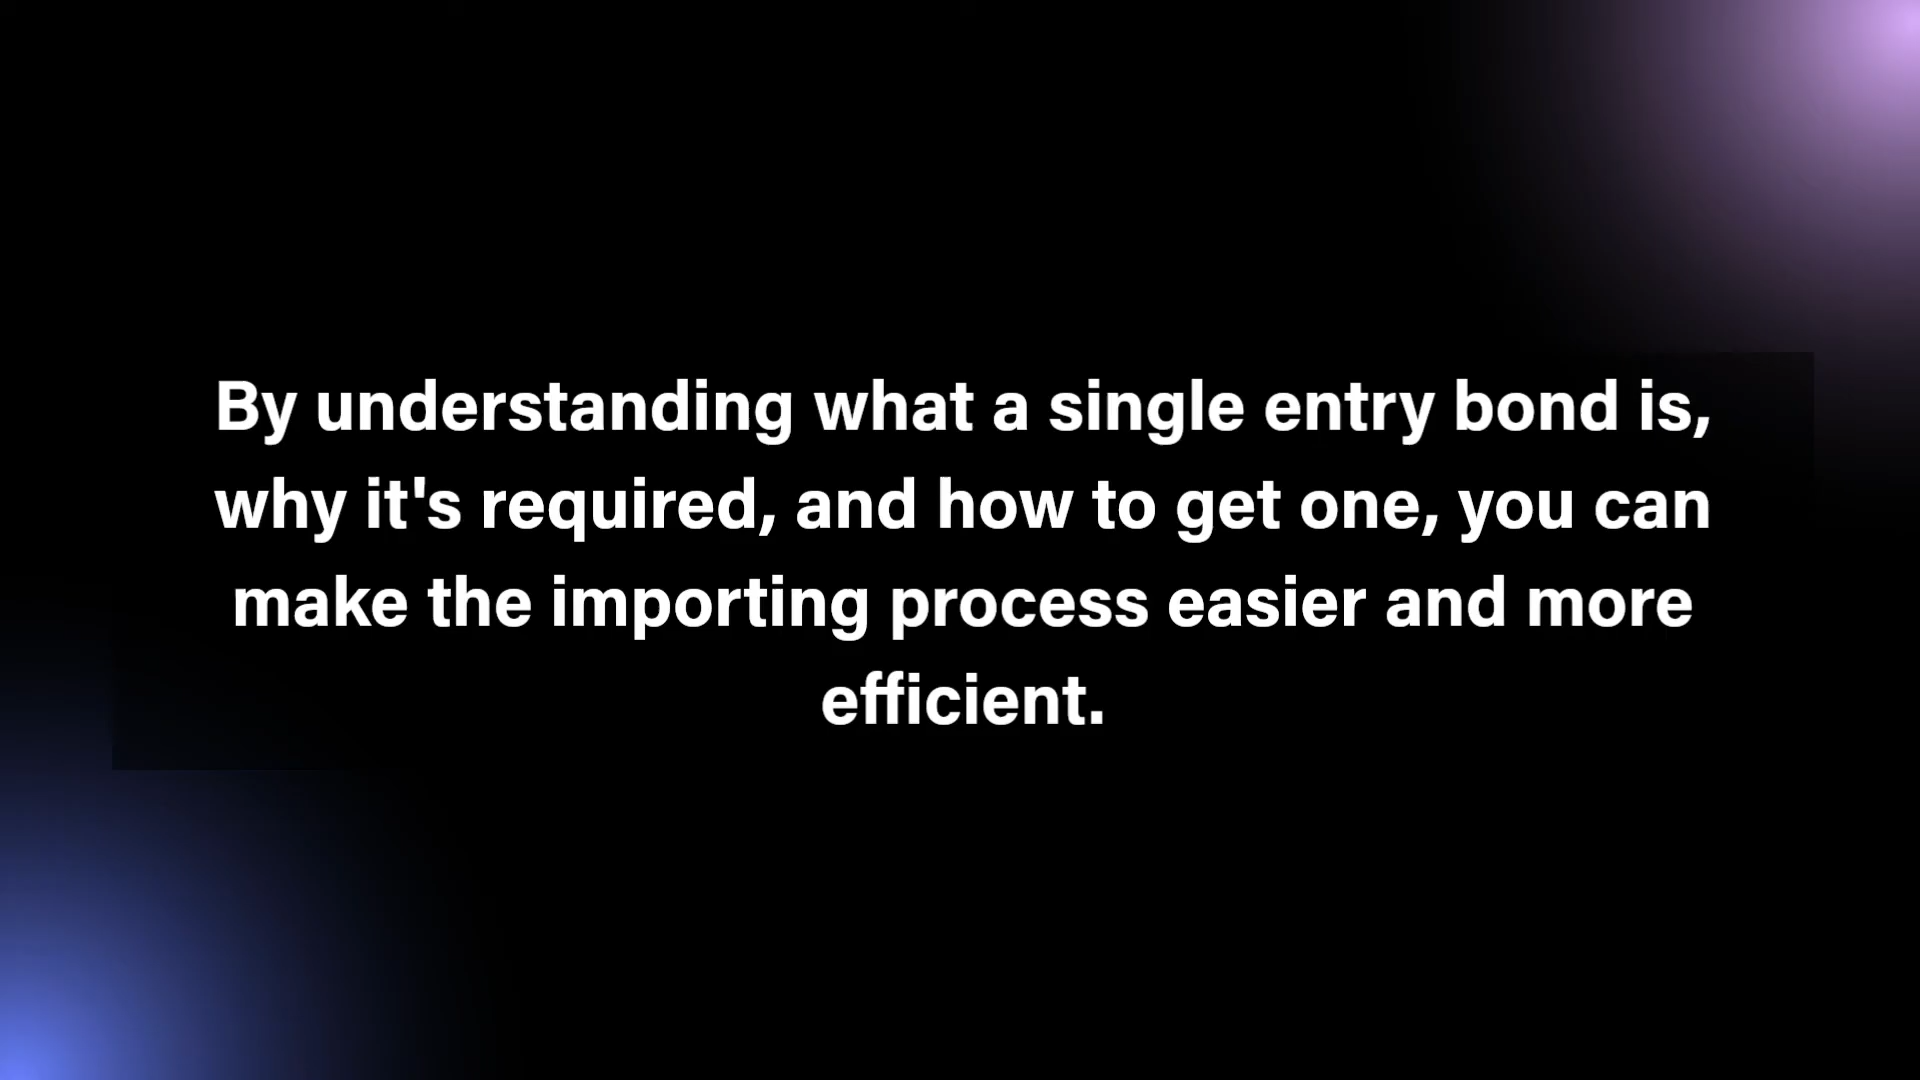 By understanding what a single entry bond is,
why it's required, and how to get one, you can
make the importing process easier and more
efficient.